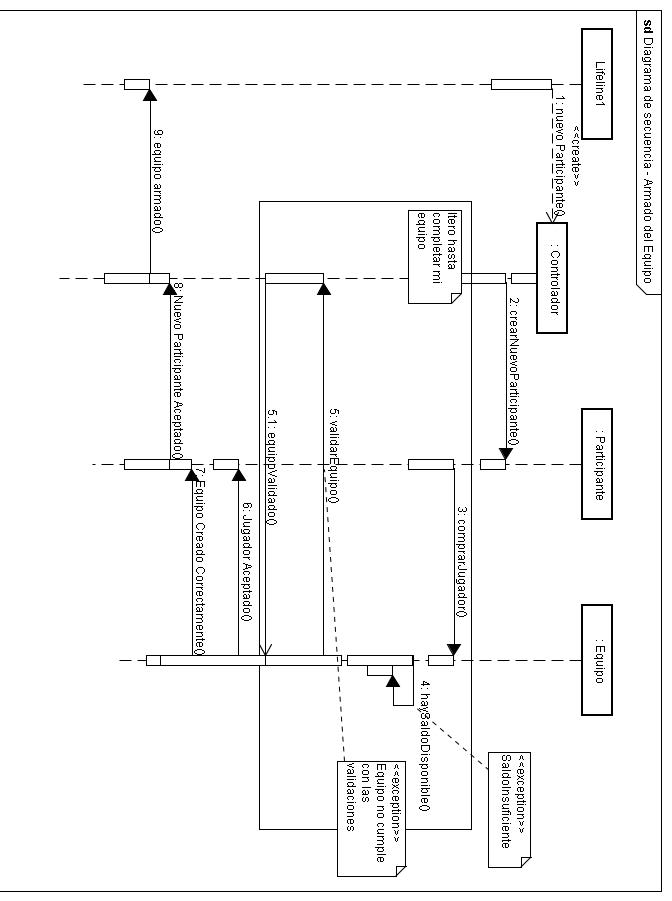 sd Diagrama de secuencia - Armado del Equipo
Lifeline1
: Controlador
: Participante
: Equipo
<<create>>
1: nuevo Participante()
2: crearNuevoParticipante()
3: comprarJugador()
Itero hasta
completar mi
equipo
4: haySaldoDisponible()
<<exception>>
SaldoInsuficiente
5: validarEquipo()
<<exception>>
Equipo no cumple
con las
validaciones
5.1: equipoValidado()
6: Jugador Aceptado()
7: Equipo Creado Correctamente()
8: Nuevo Participante Aceptado()
9: equipo armado()